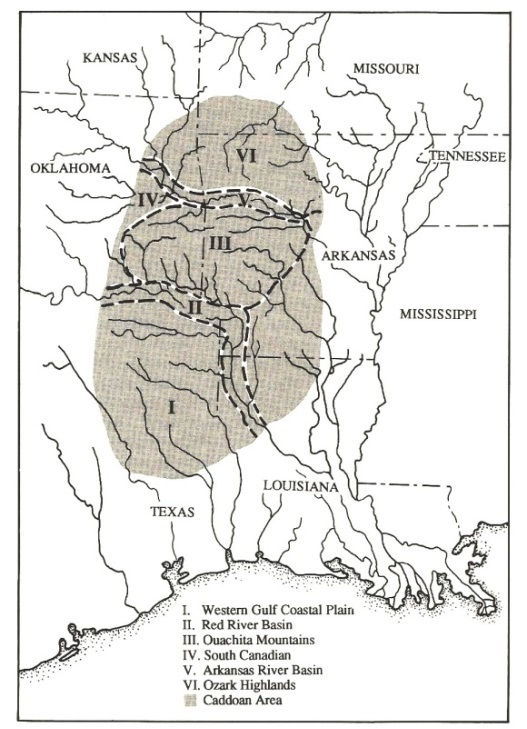 KANSAS
MISSOURI
VI
TENNESSEE
OKLAHOMA
IV
V
III
ARKANSAS
II
MISSISSIPPI
I
LOUISIANA
TEXAS
I. Western Gulf Coastal Plain
II. Red River Basin
III. Ouachita Mountains
IV. South Canadian
V. Arkansas River Basin
VI. Ozark Highlands
Caddoan Area